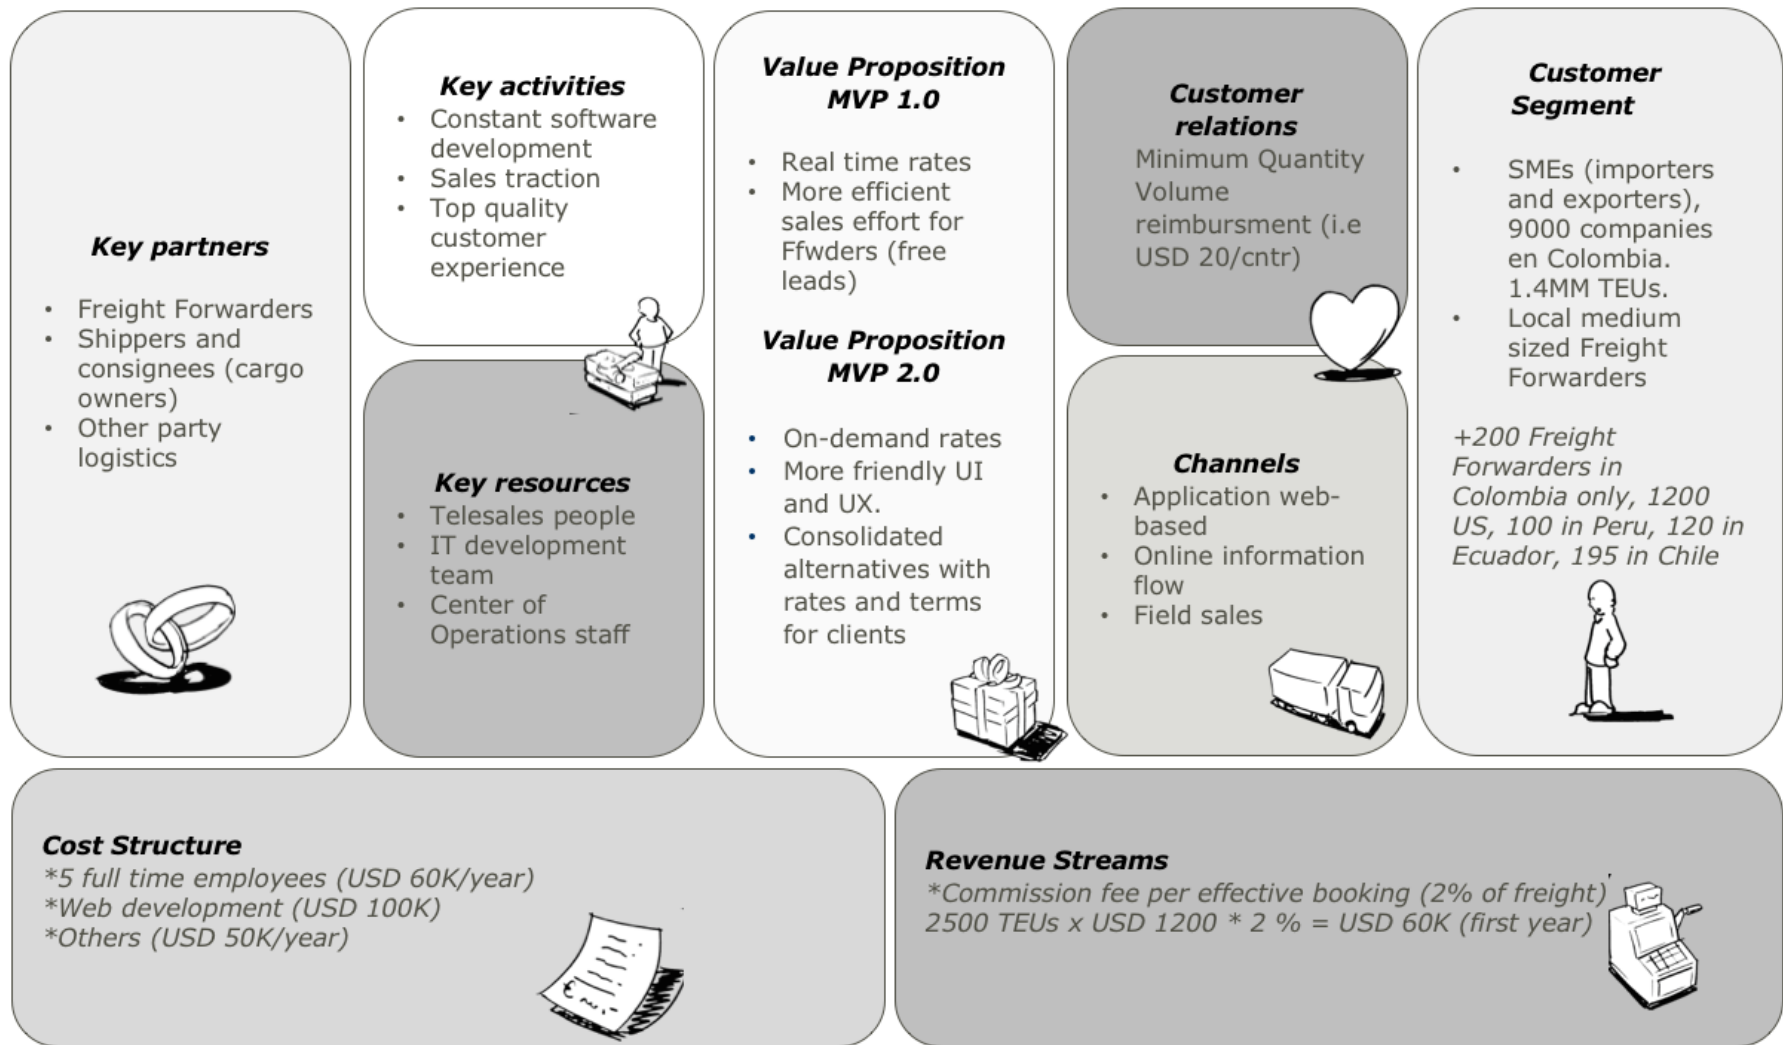 Key partners
• Freight Forwarders
• Shippers and
consignees (cargo
owners)
• Other party
logistics
Key activities
• Constant software
development
• Sales traction
• Top quality
customer
experience
Key resources
• Telesales people
• IT development
team
• Center of
Operations staff
Value Proposition
MVP 1.0
• Real time rates
• More efficient
sales effort for
Ffwders (free
leads)
Value Proposition
MVP 2.0
• On-demand rates
• More friendly UI
and UX.
• Consolidated
alternatives with
rates and terms
for clients
Customer
relations
Minimum Quantity
Volume
reimbursment (i.e
USD 20/cntr)
Channels
• Application web-
based
• Online information
flow
• Field sales
Customer
Segment
• SMEs (importers
and exporters),
9000 companies
en Colombia.
1.4MM TEUs.
• Local medium
sized Freight
Forwarders
+200 Freight
Forwarders in
Colombia only, 1200
US, 100 in Peru, 120 in
Ecuador, 195 in Chile
Cost Structure
*5 full time employees (USD 60K/year)
*Web development (USD 100K)
*Others (USD 50K/year)
€
Revenue Streams
*Commission fee per effective booking (2% of freight)
2500 TEUs x USD 1200 * 2 % = USD 60K (first year)